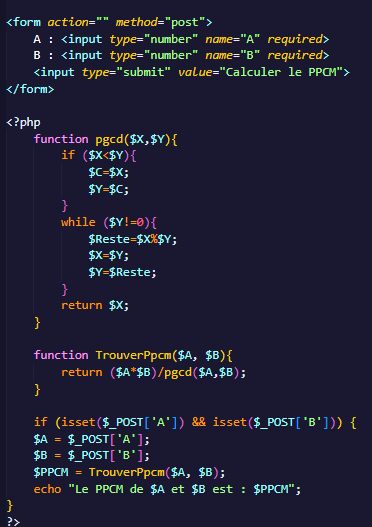 <form action="" method="post">
    A : <input type="number" name="A" required>
    B : <input type="number" name="B" required>
    <input type="submit" value="Calculer le PPCM">
</form>

<?php
    function pgcd($X,$Y){
        if ($X<$Y){
            $C=$X;
            $Y=$C;
        }
        while ($Y!=0){
            $Reste=$X%$Y;
            $X=$Y;
            $Y=$Reste;
        }
        return $X;
    }

    function TrouverPpcm($A, $B){
        return ($A*$B)/pgcd($A,$B);
    }

    if (isset($_POST['A']) && isset($_POST['B'])) {
    $A = $_POST['A'];
    $B = $_POST['B'];
    $PPCM = TrouverPpcm($A, $B);
    echo "Le PPCM de $A et $B est : $PPCM";
}
?>